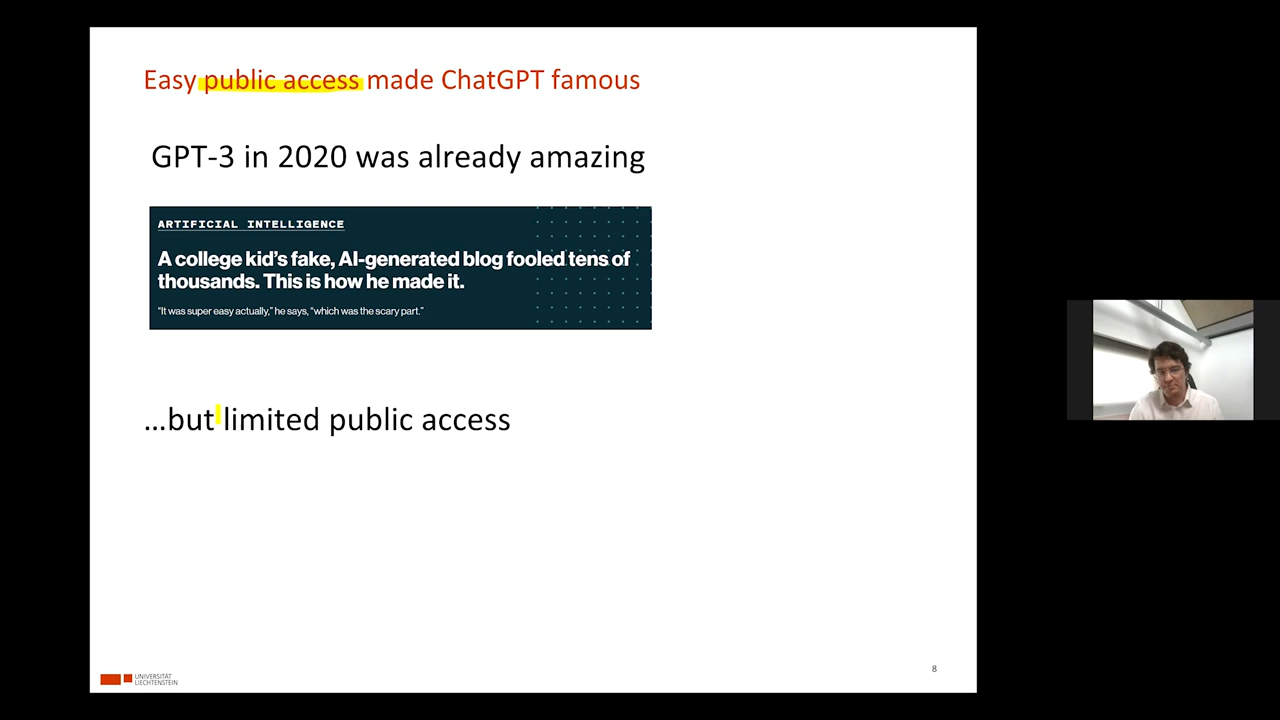 Easy public access made ChatGPT famous
GPT-3 in 2020 was already amazing
ARTIFICIAL INTELLIGENCE
A college kid’s fake, AI-generated blog fooled tens of
thousands. This is how he made it.
“It was super easy actually,” he says, “which was the scary part.”
…but limited public access
8
UNIVERSITÄT
LIECHTENSTEIN